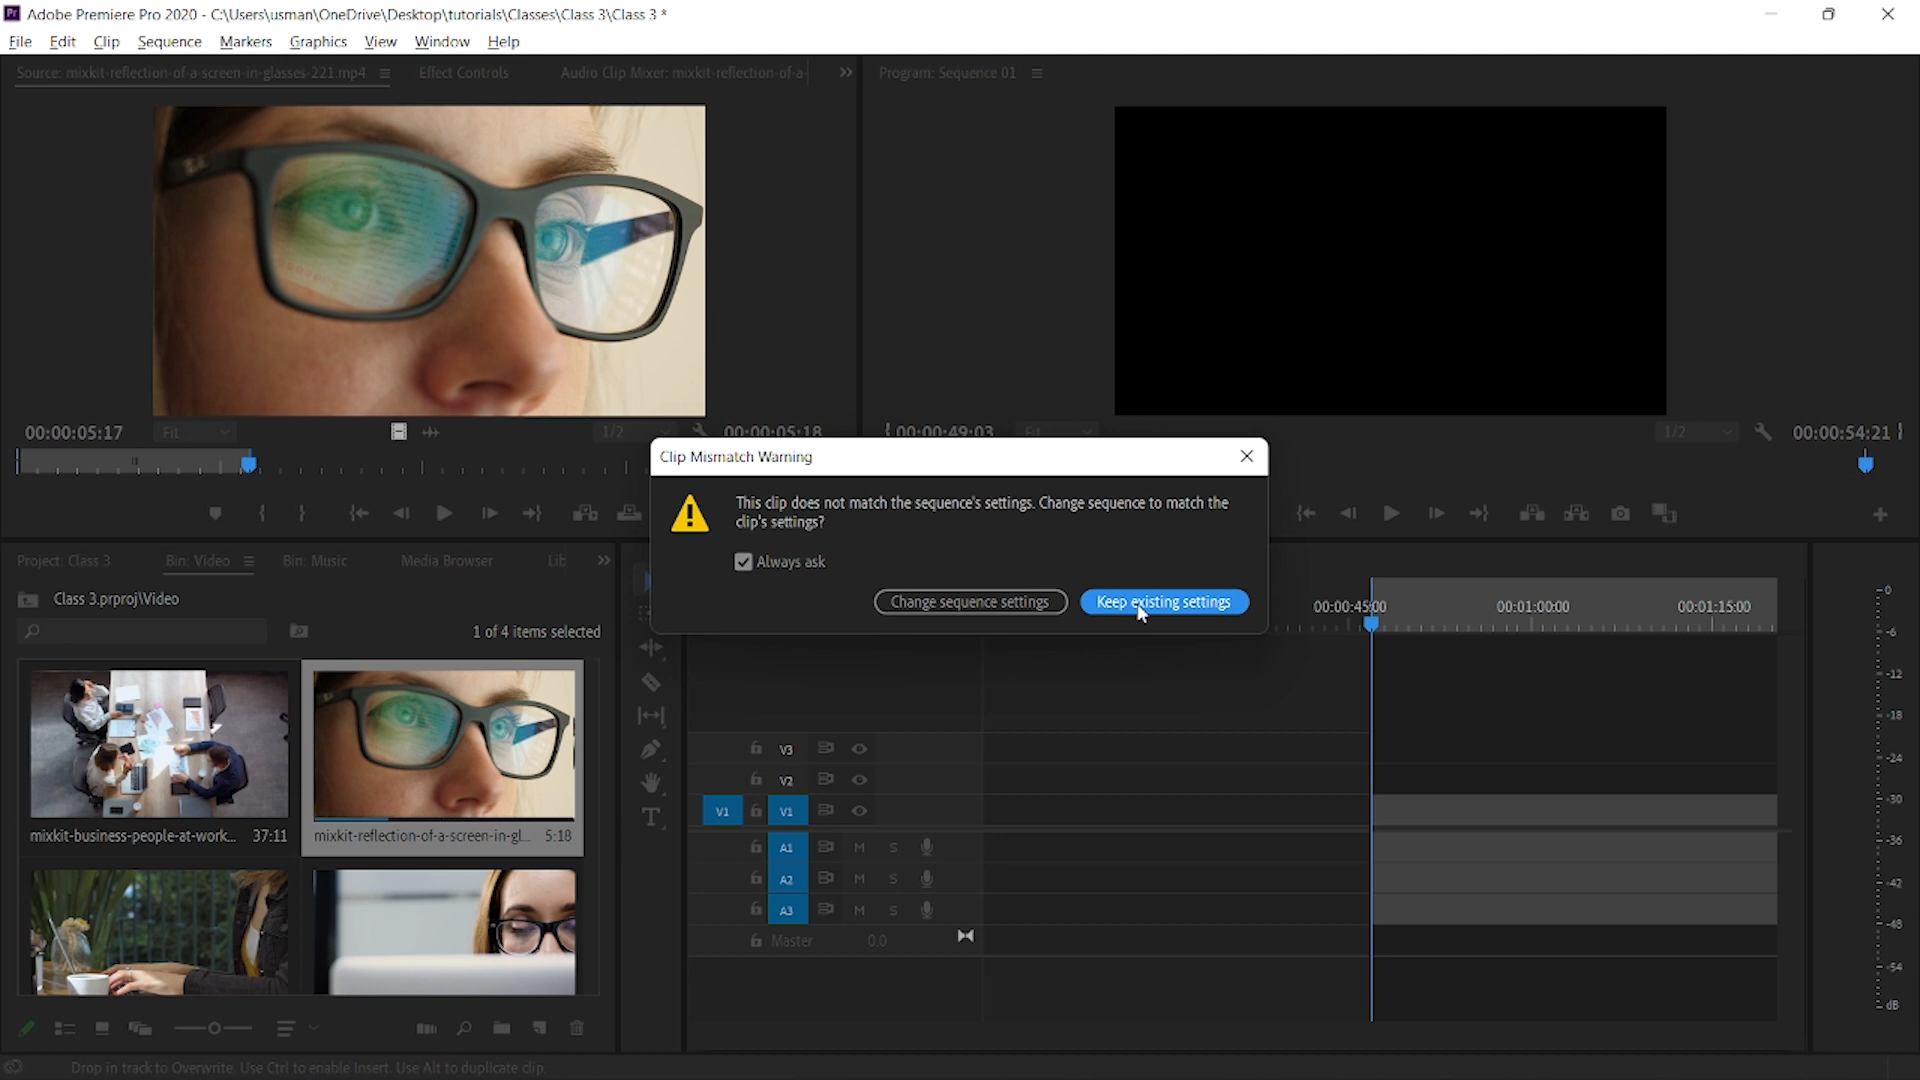 Pr Adobe Premiere Pro 2020 - C:\Users\usman\OneDrive\Desktop\tutorials\Classes\Class 3\Class 3 *
File Edit Clip Sequence Markers Graphics View Window Help
Source: mixkit-reflection-of-a-screen-in-glasses-221.mp4 Effect Controls Audio Clip Mixer: mixkit-reflection-of-a- Program: Sequence 01
00:00:05:17 Fit 1/2 00:00:05:18 00:00:49:03 Fit 1/2 00:00:54:21
Clip Mismatch Warning
This clip does not match the sequence's settings. Change sequence to match the
clip's settings?
Always ask
Change sequence settings Keep existing settings
Project: Class 3 Bin: Video Bin: Music Media Browser Lib
Class 3.prproj\Video
1 of 4 items selected
mixkit-business-people-at-work... 37:11
mixkit-reflection-of-a-screen-in-gl... 5:18
00:00:45:00 00:01:00:00 00:01:15:00
V3
V2
V1 V1
A1 M S
A2 M S
A3 M S
Master 0.0
0
-6
-12
-18
-24
-30
-36
-42
-48
-54
dB
Drop in track to Overwrite. Use Ctrl to enable Insert. Use Alt to duplicate clip.